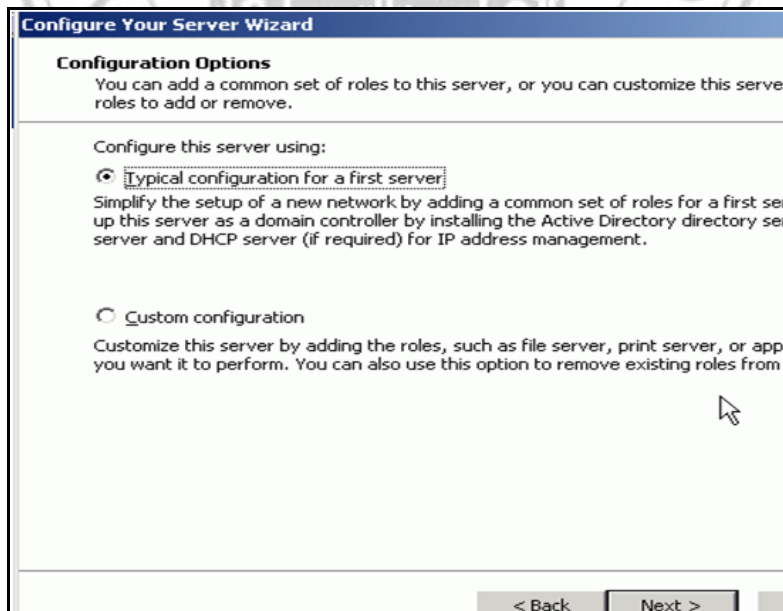 Configure Your Server Wizard
Configuration Options
You can add a common set of roles to this server, or you can customize this serve
roles to add or remove.
Configure this server using:
Typical configuration for a first server
Simplify the setup of a new network by adding a common set of roles for a first se
up this server as a domain controller by installing the Active Directory directory se
server and DHCP server (if required) for IP address management.
Custom configuration
Customize this server by adding the roles, such as file server, print server, or app
you want it to perform. You can also use this option to remove existing roles from
< Back
Next >